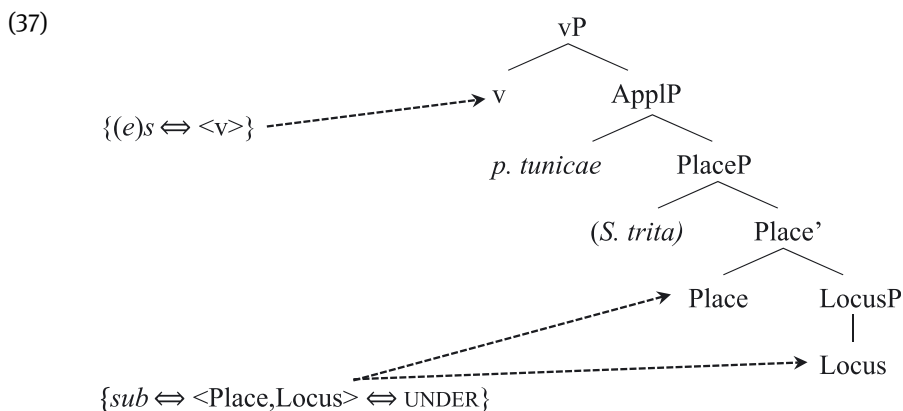 (37)
vP
v ApplP
{(e)s ⇔ <v>}
p. tunicae PlaceP
(S. trita) Place’
Place LocusP
Locus
{sub ⇔ <Place,Locus> ⇔ UNDER}